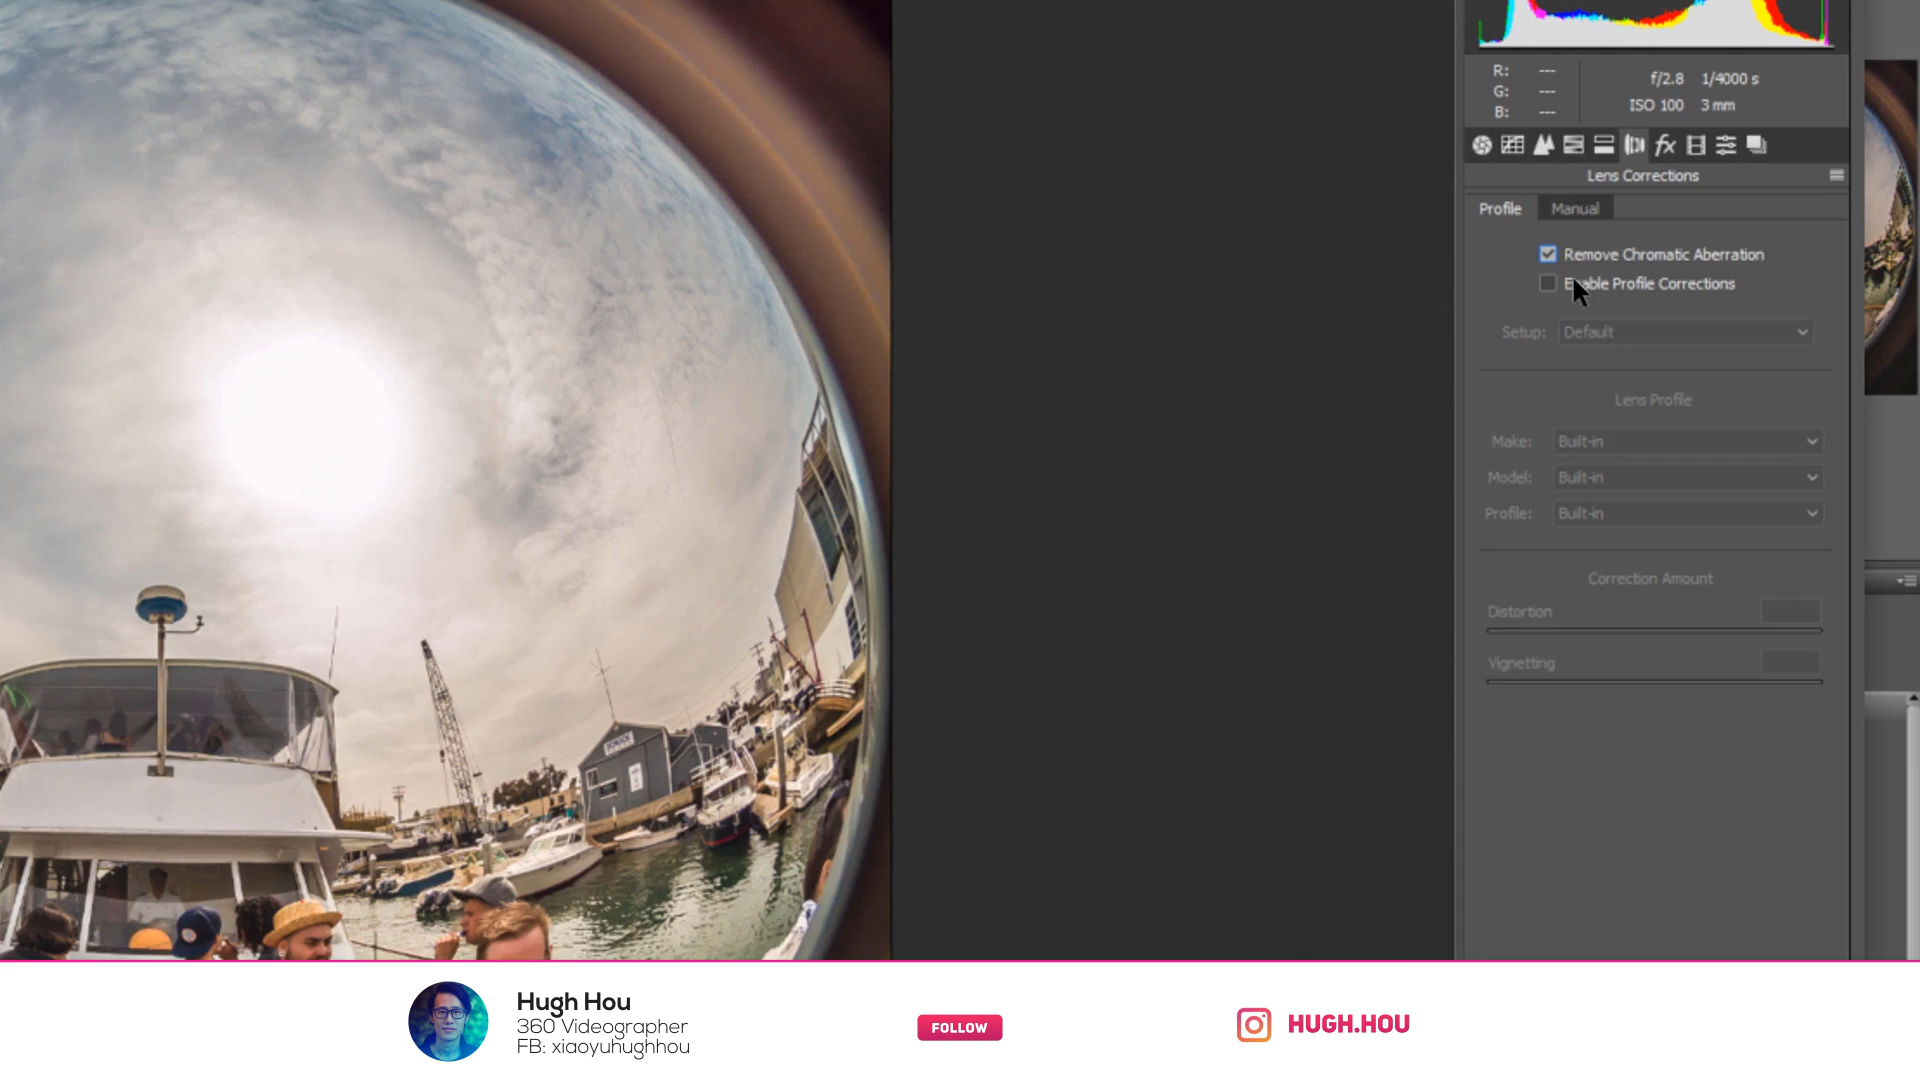 R: ---
G: ---
B: ---
f/2.8 1/4000 s
ISO 100 3 mm
fx
Lens Corrections
Profile Manual
Remove Chromatic Aberration
Enable Profile Corrections
Setup: Default
Lens Profile
Make: Built-in
Model: Built-in
Profile: Built-in
Correction Amount
Distortion
Vignetting
Hugh Hou
360 Videographer
FB: xiaoyuhughhou
FOLLOW
HUGH.HOU